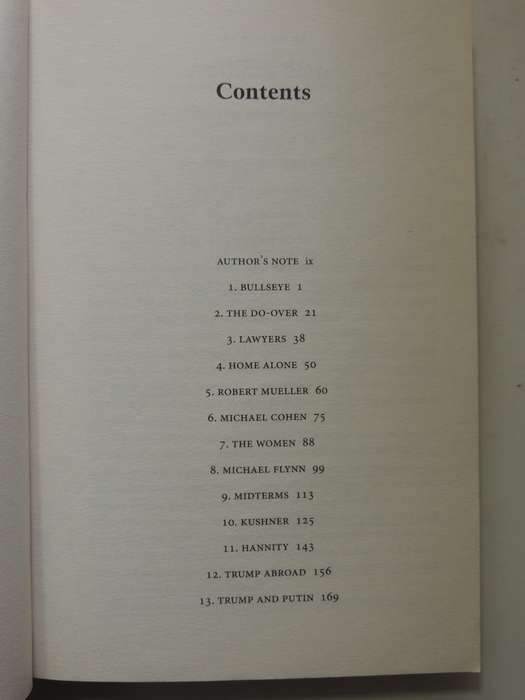 Contents
AUTHOR'S NOTE ix
1. BULLSEYE 1
2. THE DO-OVER 21
3. LAWYERS 38
4. HOME ALONE 50
5. ROBERT MUELLER 60
6. MICHAEL COHEN 75
7. THE WOMEN 88
8. MICHAEL FLYNN 99
9. MIDTERMS 113
10. KUSHNER 125
11. HANNITY 143
12. TRUMP ABROAD 156
13. TRUMP AND PUTIN 169